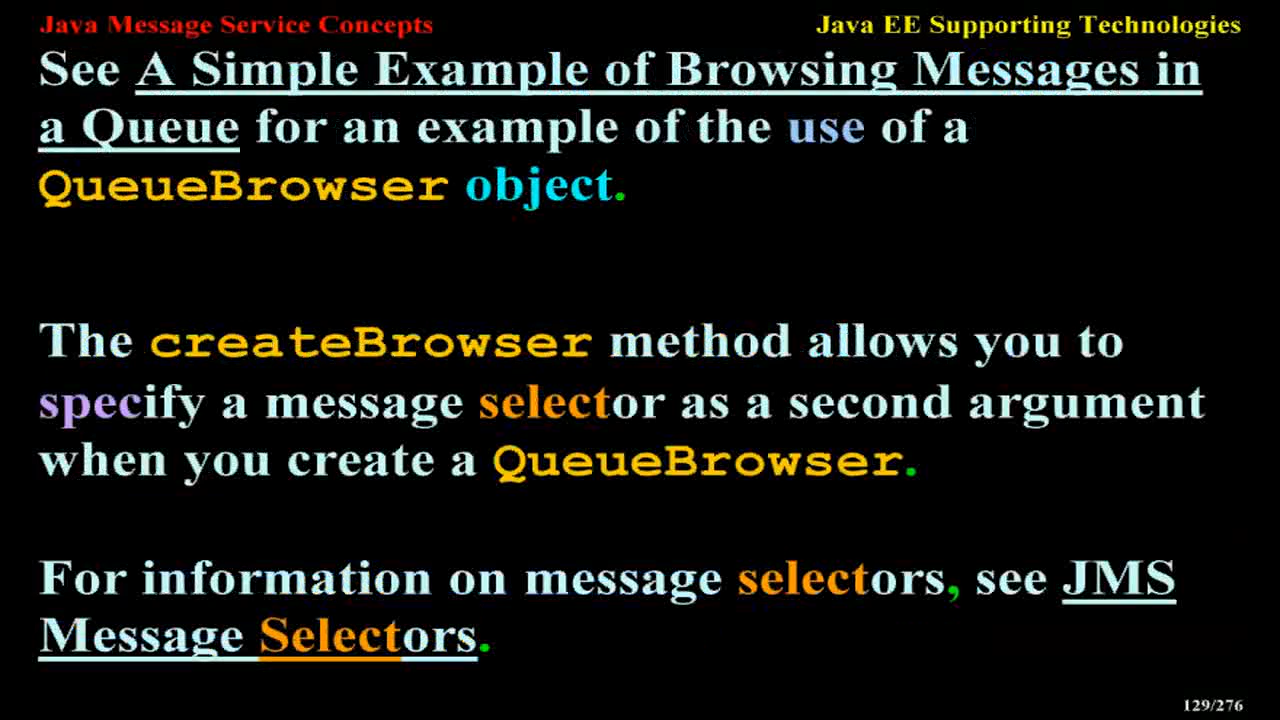 Java Message Service Concepts
Java EE Supporting Technologies
See A Simple Example of Browsing Messages in
a Queue for an example of the use of a
QueueBrowser object.
The createBrowser method allows you to
specify a message selector as a second argument
when you create a QueueBrowser.
For information on message selectors, see JMS
Message Selectors.
129/276